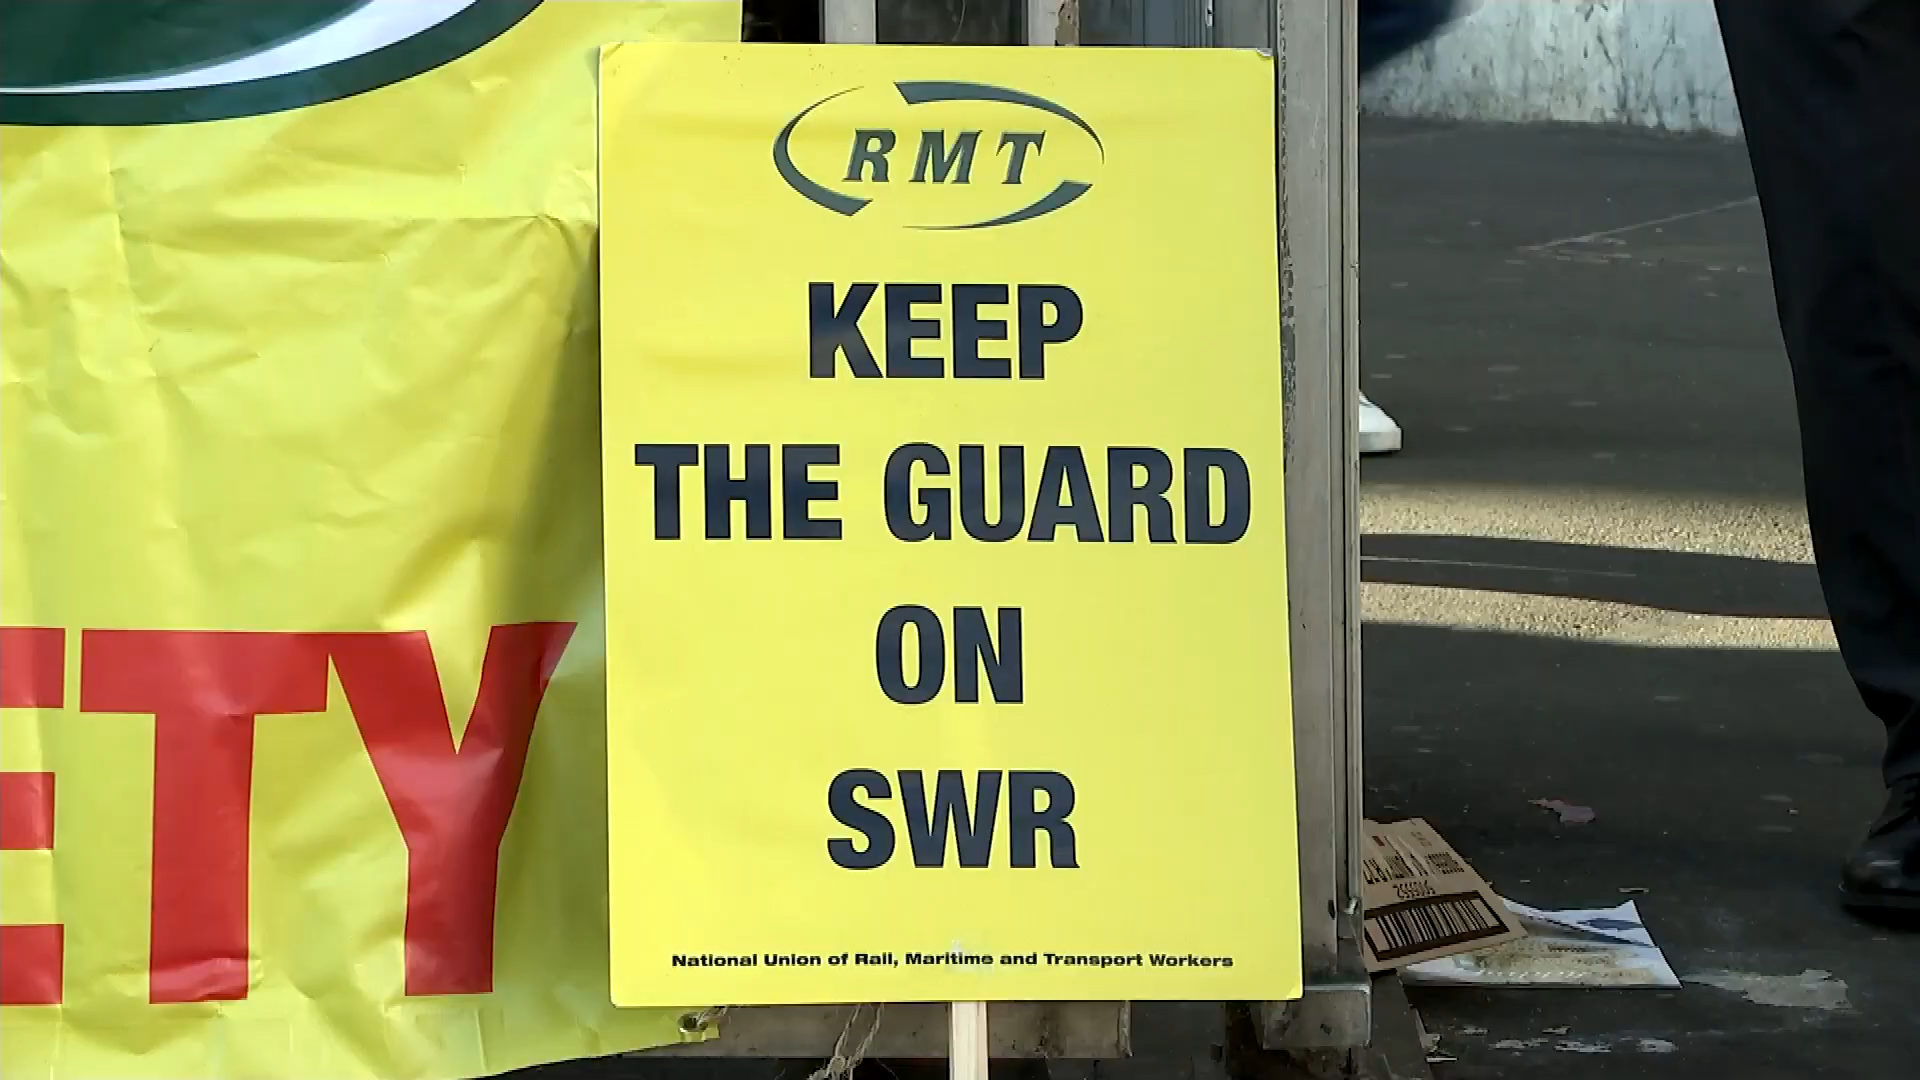 RMT
KEEP
THE GUARD
ON
SWR
National Union of Rail, Maritime and Transport Workers
ETY